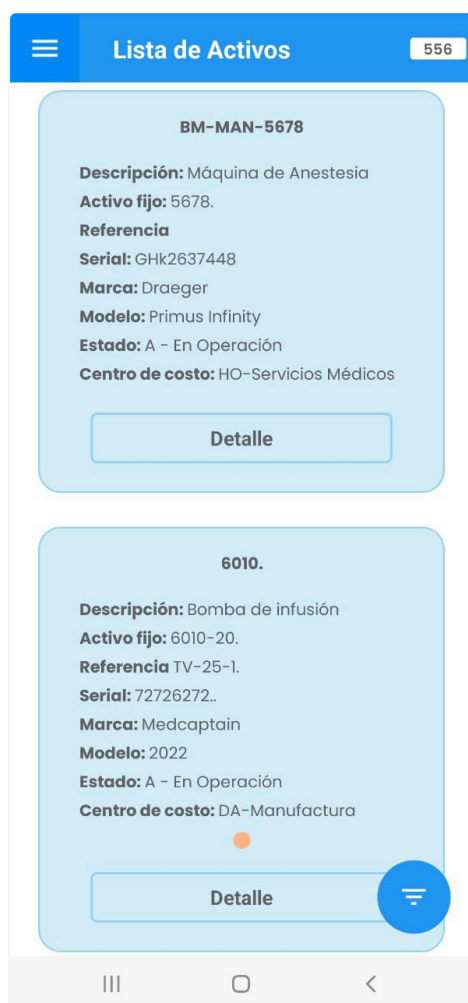 Lista de Activos
556
BM-MAN-5678
Descripción: Máquina de Anestesia
Activo fijo: 5678.
Referencia
Serial: GHk2637448
Marca: Draeger
Modelo: Primus Infinity
Estado: A - En Operación
Centro de costo: HO-Servicios Médicos
Detalle
6010.
Descripción: Bomba de infusión
Activo fijo: 6010-20.
Referencia TV-25-1.
Serial: 72726272..
Marca: Medcaptain
Modelo: 2022
Estado: A - En Operación
Centro de costo: DA-Manufactura
Detalle